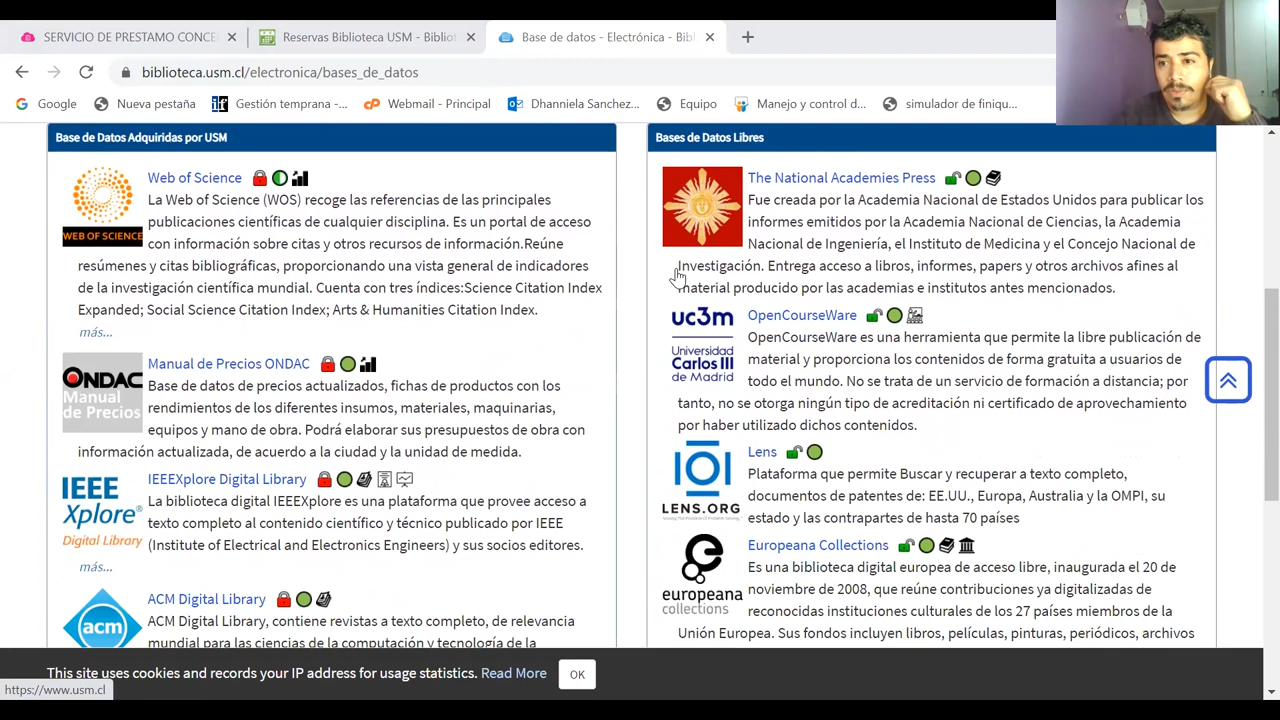 SERVICIO DE PRESTAMO CONCE
Reservas Biblioteca USM - Bibliot
Base de datos - Electrónica - Bibl
biblioteca.usm.cl/electronica/bases_de_datos
Google
Nueva pestaña
Gestión temprana -...
Webmail - Principal
Dhanniela Sanchez...
Equipo
Manejo y control d...
simulador de finiqu...
Base de Datos Adquiridas por USM
WEB OF SCIENCE
Web of Science
La Web of Science (WOS) recoge las referencias de las principales
publicaciones científicas de cualquier disciplina. Es un portal de acceso
con información sobre citas y otros recursos de información.Reúne
resúmenes y citas bibliográficas, proporcionando una vista general de indicadores
de la investigación científica mundial. Cuenta con tres índices:Science Citation Index
Expanded; Social Science Citation Index; Arts & Humanities Citation Index.
más...
ONDAC
Manual
de Precios
Manual de Precios ONDAC
Base de datos de precios actualizados, fichas de productos con los
rendimientos de los diferentes insumos, materiales, maquinarias,
equipos y mano de obra. Podrá elaborar sus presupuestos de obra con
información actualizada, de acuerdo a la ciudad y la unidad de medida.
IEEE
Xplore®
Digital Library
IEEEXplore Digital Library
La biblioteca digital IEEEXplore es una plataforma que provee acceso a
texto completo al contenido científico y técnico publicado por IEEE
(Institute of Electrical and Electronics Engineers) y sus socios editores.
más...
acm
ACM Digital Library
ACM Digital Library, contiene revistas a texto completo, de relevancia
mundial para las ciencias de la computación y tecnología de la
Bases de Datos Libres
The National Academies Press
Fue creada por la Academia Nacional de Estados Unidos para publicar los
informes emitidos por la Academia Nacional de Ciencias, la Academia
Nacional de Ingeniería, el Instituto de Medicina y el Concejo Nacional de
Investigación. Entrega acceso a libros, informes, papers y otros archivos afines al
material producido por las academias e institutos antes mencionados.
uc3m
Universidad
Carlos III
de Madrid
OpenCourseWare
OpenCourseWare es una herramienta que permite la libre publicación de
material y proporciona los contenidos de forma gratuita a usuarios de
todo el mundo. No se trata de un servicio de formación a distancia; por
tanto, no se otorga ningún tipo de acreditación ni certificado de aprovechamiento
por haber utilizado dichos contenidos.
LENS.ORG
Lens
Plataforma que permite Buscar y recuperar a texto completo,
documentos de patentes de: EE.UU., Europa, Australia y la OMPI, su
estado y las contrapartes de hasta 70 países
europeana
collections
Europeana Collections
Es una biblioteca digital europea de acceso libre, inaugurada el 20 de
noviembre de 2008, que reúne contribuciones ya digitalizadas de
reconocidas instituciones culturales de los 27 países miembros de la
Unión Europea. Sus fondos incluyen libros, películas, pinturas, periódicos, archivos
This site uses cookies and records your IP address for usage statistics. Read More
OK
https://www.usm.cl